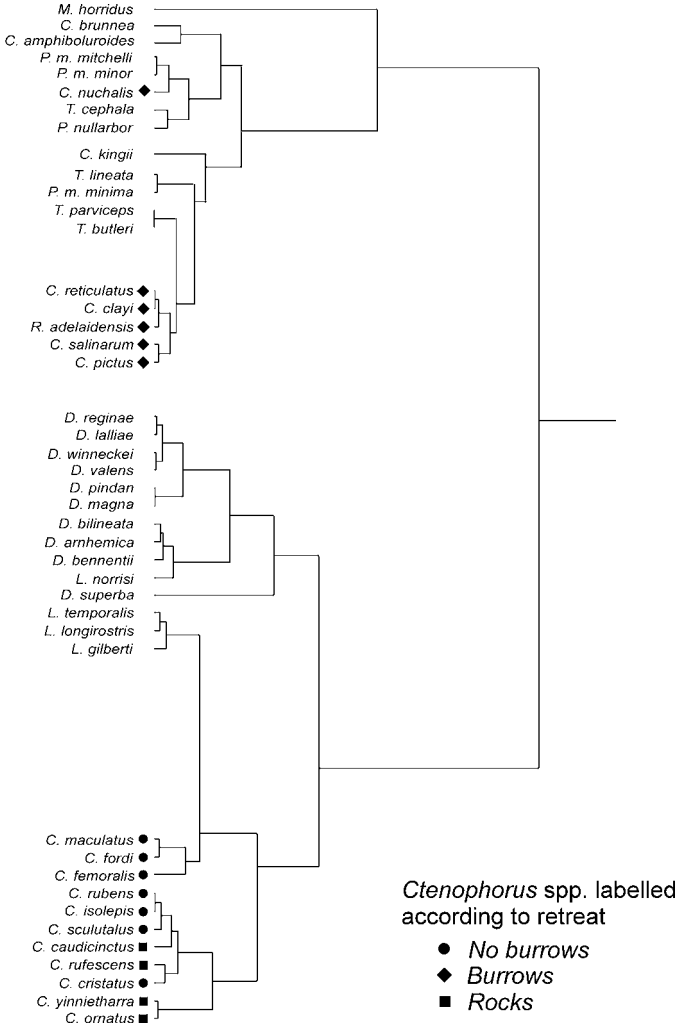 M. horridus
C. brunnea
C. amphiboluroides
P. m. mitchelli
P. m. minor
C. nuchalis
T. cephala
P. nullarbor
C. kingii
T. lineata
P. m. minima
T. parviceps
T. butleri
C. reticulatus
C. clayi
R. adelaidensis
C. salinarum
C. pictus
D. reginae
D. lalliae
D. winneckei
D. valens
D. pindan
D. magna
D. bilineata
D. arnhemica
D. bennentii
L. norrisi
D. superba
L. temporalis
L. longirostris
L. gilberti
C. maculatus
C. fordi
C. femoralis
C. rubens
C. isolepis
C. sculutalus
C. caudicinctus
C. rufescens
C. cristatus
C. yinnietharra
C. ornatus
Ctenophorus spp. labelled
according to retreat
No burrows
Burrows
Rocks